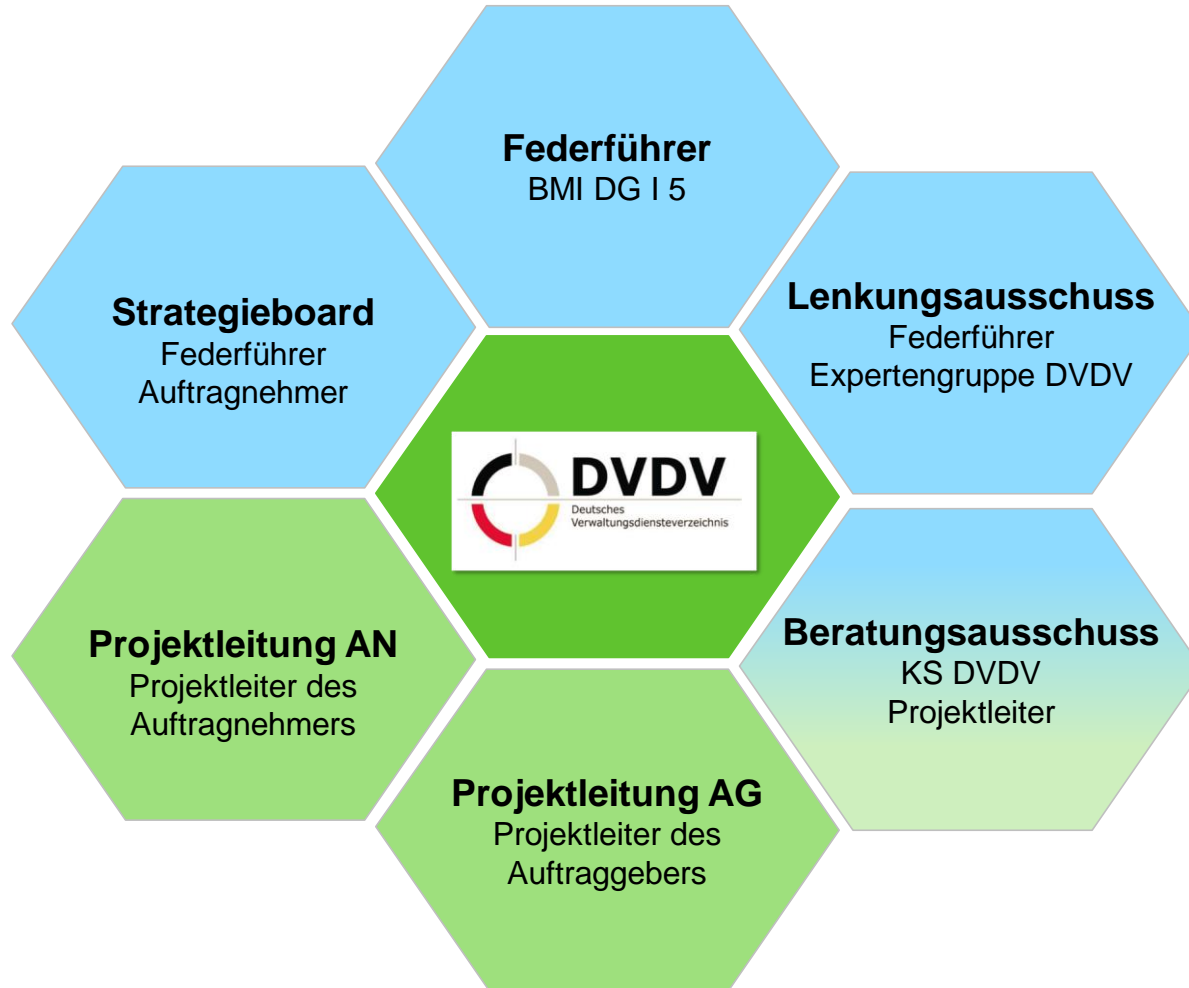 Federführer
BMI DG I 5
Strategieboard
Federführer
Auftragnehmer
Lenkungsausschuss
Federführer
Expertengruppe DVDV
DVDV
Deutsches
Verwaltungsdiensteverzeichnis
Projektleitung AN
Projektleiter des
Auftragnehmers
Beratungsausschuss
KS DVDV
Projektleiter
Projektleitung AG
Projektleiter des
Auftraggebers